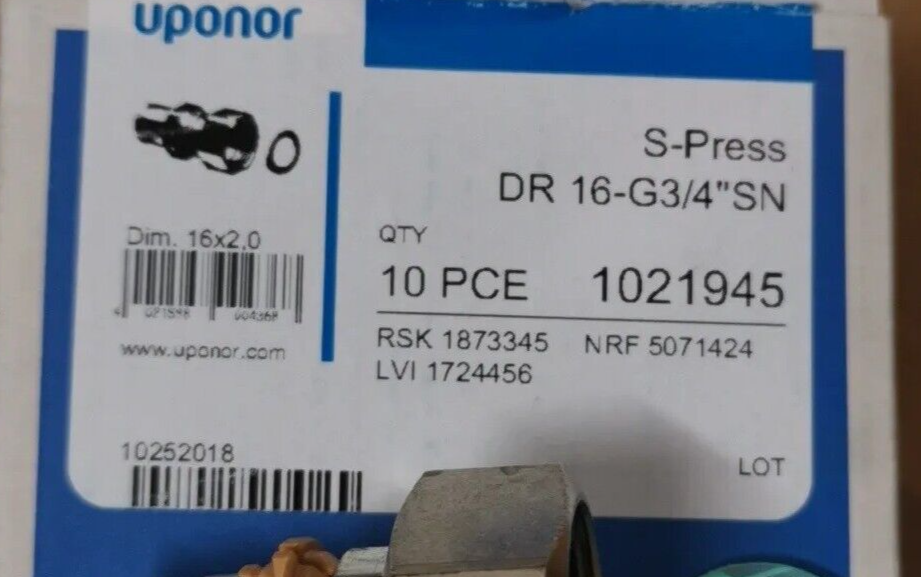 uponor
S-Press
DR 16-G3/4"SN
Dim. 16x2,0
QTY
10 PCE 1021945
RSK 1873345 NRF 5071424
LVI 1724456
www.uponor.com
10252018
LOT